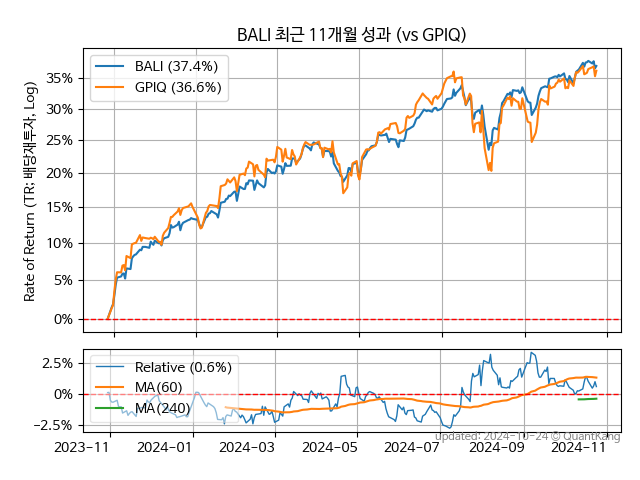 BALI 최근 11개월 성과 (vs GPIQ)
Rate of Return (TR: 배당재투자, Log)
35%
30%
25%
20%
15%
10%
5%
0%
BALI (37.4%)
GPIQ (36.6%)
2.5%
0%
−2.5%
Relative (0.6%)
MA(60)
MA(240)
2023−11
2024−01
2024−03
2024−05
2024−07
2024−09
2024−11
updated: 2024−10−24 © QuantKang